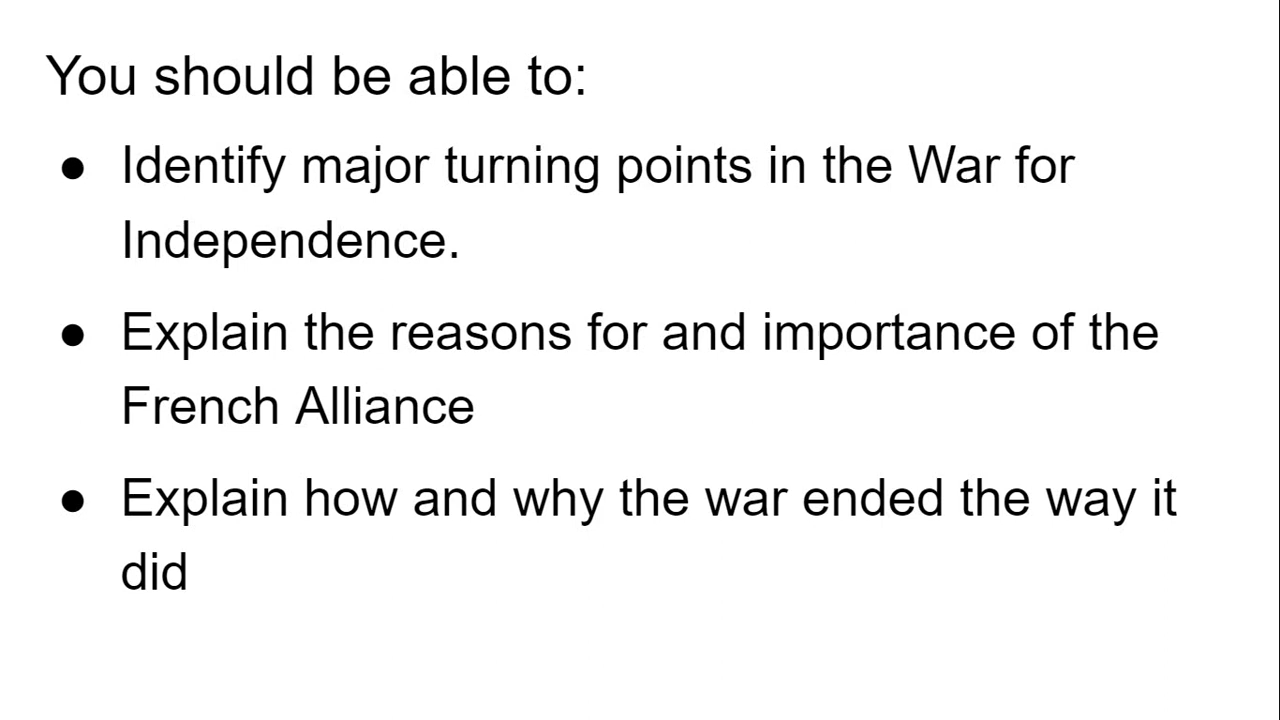 You should be able to:
● Identify major turning points in the War for
Independence.
● Explain the reasons for and importance of the
French Alliance
● Explain how and why the war ended the way it
did